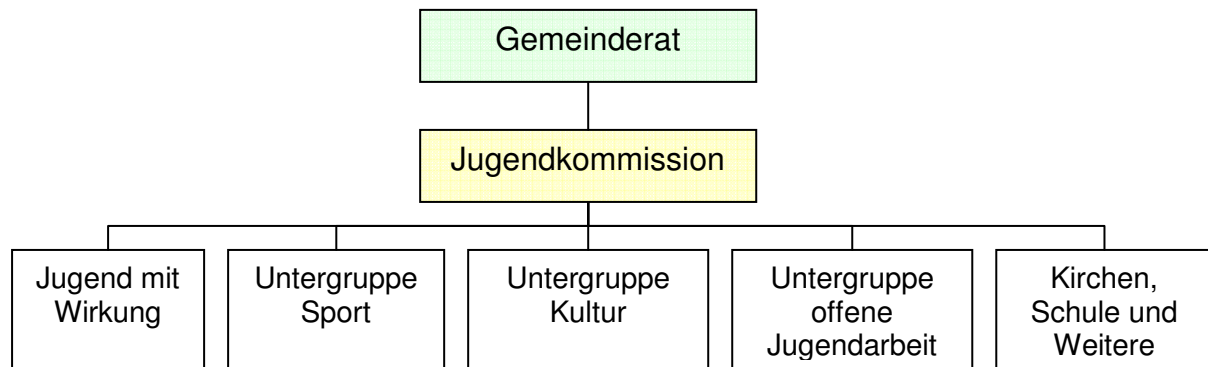 Gemeinderat
Jugendkommission
Jugend mit
Wirkung
Untergruppe
Sport
Untergruppe
Kultur
Untergruppe
offene
Jugendarbeit
Kirchen,
Schule und
Weitere